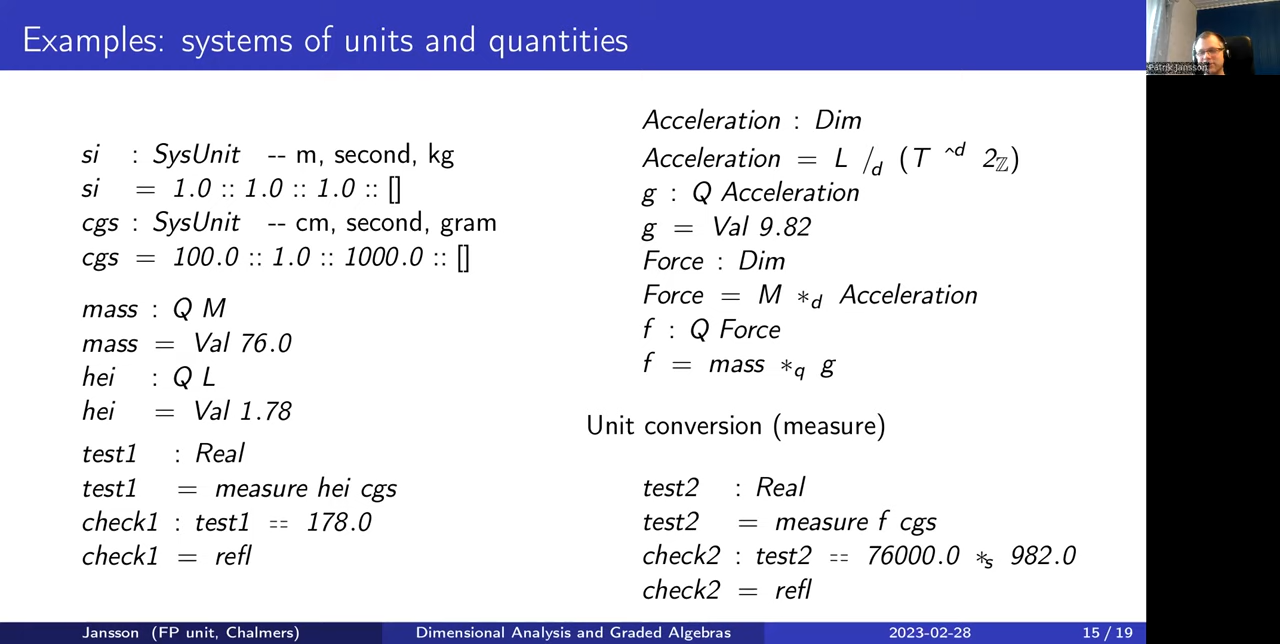 Examples: systems of units and quantities
Patrik Jansson
si : SysUnit -- m, second, kg
si = 1.0 :: 1.0 :: 1.0 :: []
cgs : SysUnit -- cm, second, gram
cgs = 100.0 :: 1.0 :: 1000.0 :: []
mass : Q M
mass = Val 76.0
hei : Q L
hei = Val 1.78
test1 : Real
test1 = measure hei cgs
check1 : test1 == 178.0
check1 = refl
Acceleration : Dim
Acceleration = L /d (T ^d 2ℤ)
g : Q Acceleration
g = Val 9.82
Force : Dim
Force = M *d Acceleration
f : Q Force
f = mass *q g
Unit conversion (measure)
test2 : Real
test2 = measure f cgs
check2 : test2 == 76000.0 *s 982.0
check2 = refl
Jansson (FP unit, Chalmers) Dimensional Analysis and Graded Algebras 2023-02-28 15 / 19